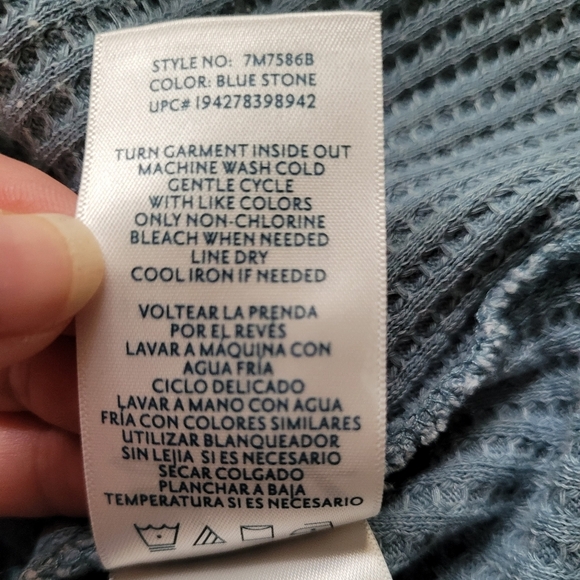 STYLE NO: 7M7586B
COLOR: BLUE STONE
UPC# 194278398942
TURN GARMENT INSIDE OUT
MACHINE WASH COLD
GENTLE CYCLE
WITH LIKE COLORS
ONLY NON-CHLORINE
BLEACH WHEN NEEDED
LINE DRY
COOL IRON IF NEEDED
VOLTEAR LA PRENDA
POR EL REVÉS
LAVAR A MÁQUINA CON
AGUA FRÍA
CICLO DELICADO
LAVAR A MANO CON AGUA
FRÍA CON COLORES SIMILARES
UTILIZAR BLANQUEADOR
SIN LEJIA SI ES NECESARIO
SECAR COLGADO
PLANCHAR A BAJA
TEMPERATURA SI ES NECESARIO